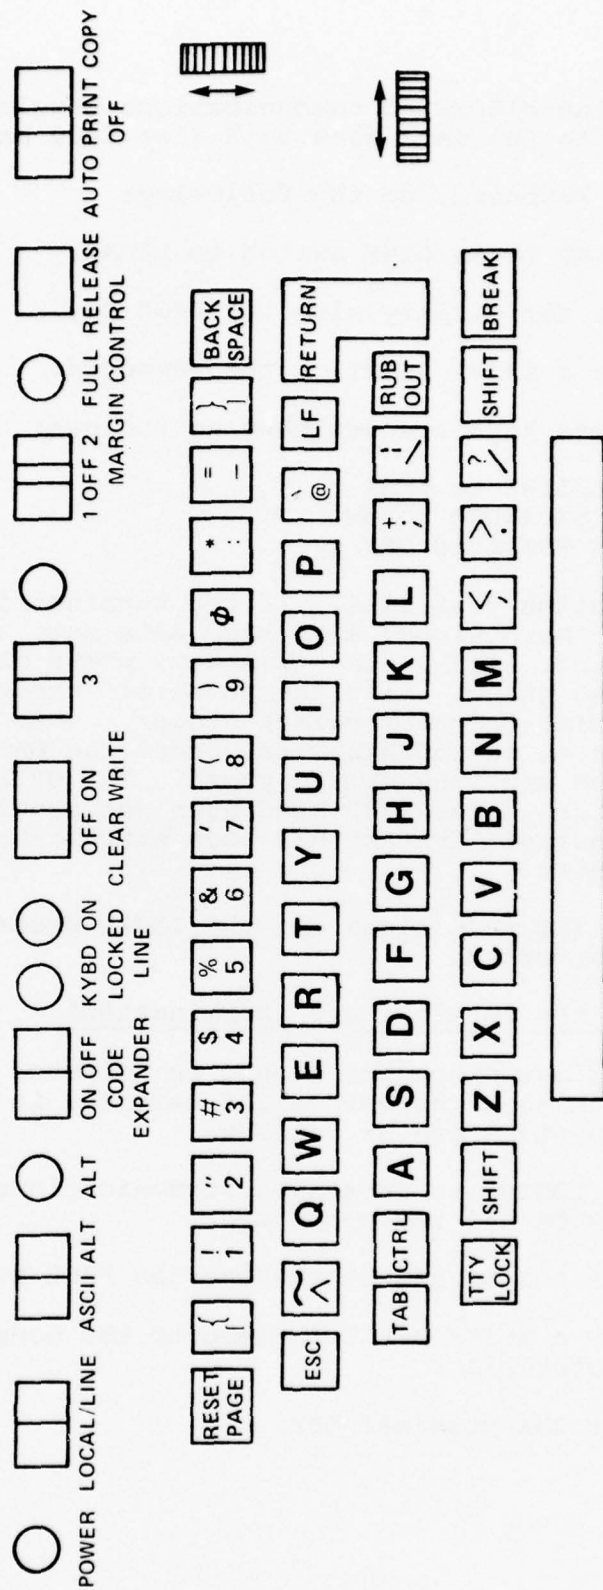 POWER LOCAL/LINE ASCII ALT ALT ON OFF KYBD ON OFF ON 3 1 OFF 2 FULL RELEASE AUTO PRINT COPY
CODE LOCKED CLEAR WRITE MARGIN CONTROL OFF
EXPANDER LINE
RESET { ! " # $ % & ' ( ) * = } BACK
PAGE [ 1 2 3 4 5 6 7 8 9 Φ : - ] SPACE
ESC ~ Q W E R T Y U I O P ` LF RETURN
^ @
TAB CTRL A S D F G H J K L + | RUB
; \ OUT
TTY SHIFT Z X C V B N M < > ? SHIFT BREAK
LOCK , . /